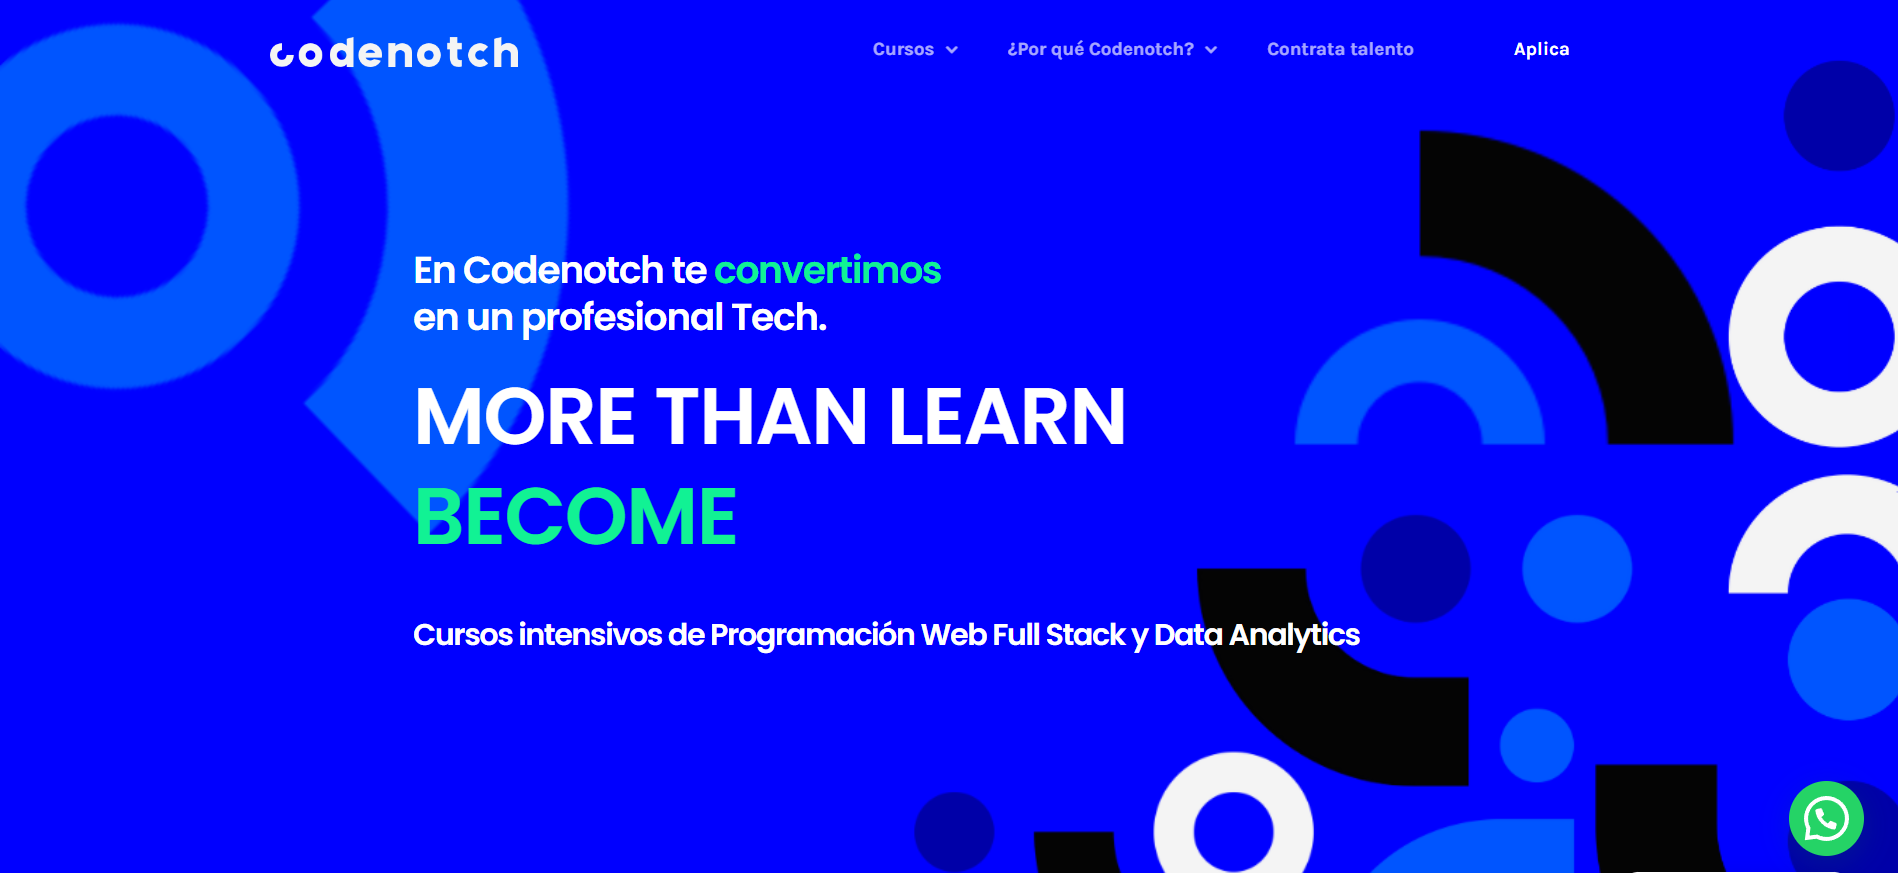 codenotch
Cursos
¿Por qué Codenotch?
Contrata talento
Aplica
En Codenotch te convertimos
en un profesional Tech.
MORE THAN LEARN
BECOME
Cursos intensivos de Programación Web Full Stack y Data Analytics